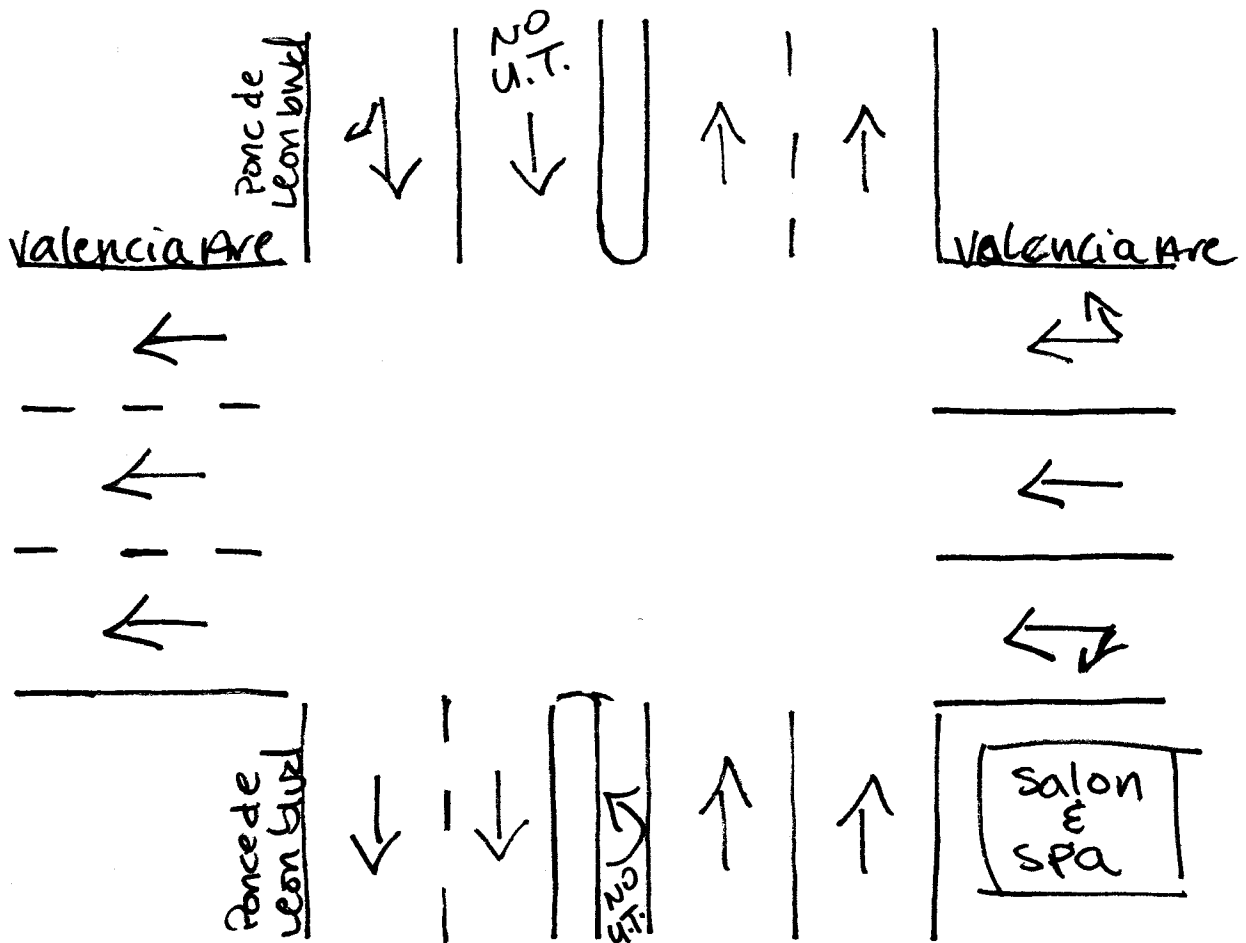 NO
U.T.
Ponc de
Leon blvd
Valencia Ave
Valencia Ave
Ponce de
Leon blvd
NO
U.T.
Salon
&
Spa